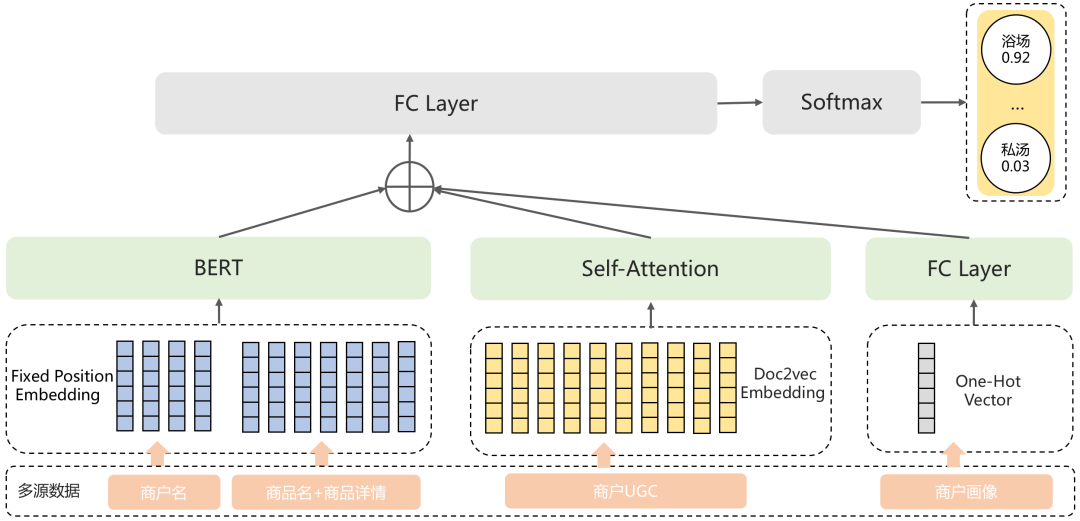 浴场
0.92
...
私汤
0.03
FC Layer
Softmax
BERT
Self-Attention
FC Layer
Fixed Position
Embedding
Doc2vec
Embedding
One-Hot
Vector
多源数据
商户名
商品名+商品详情
商户UGC
商户画像